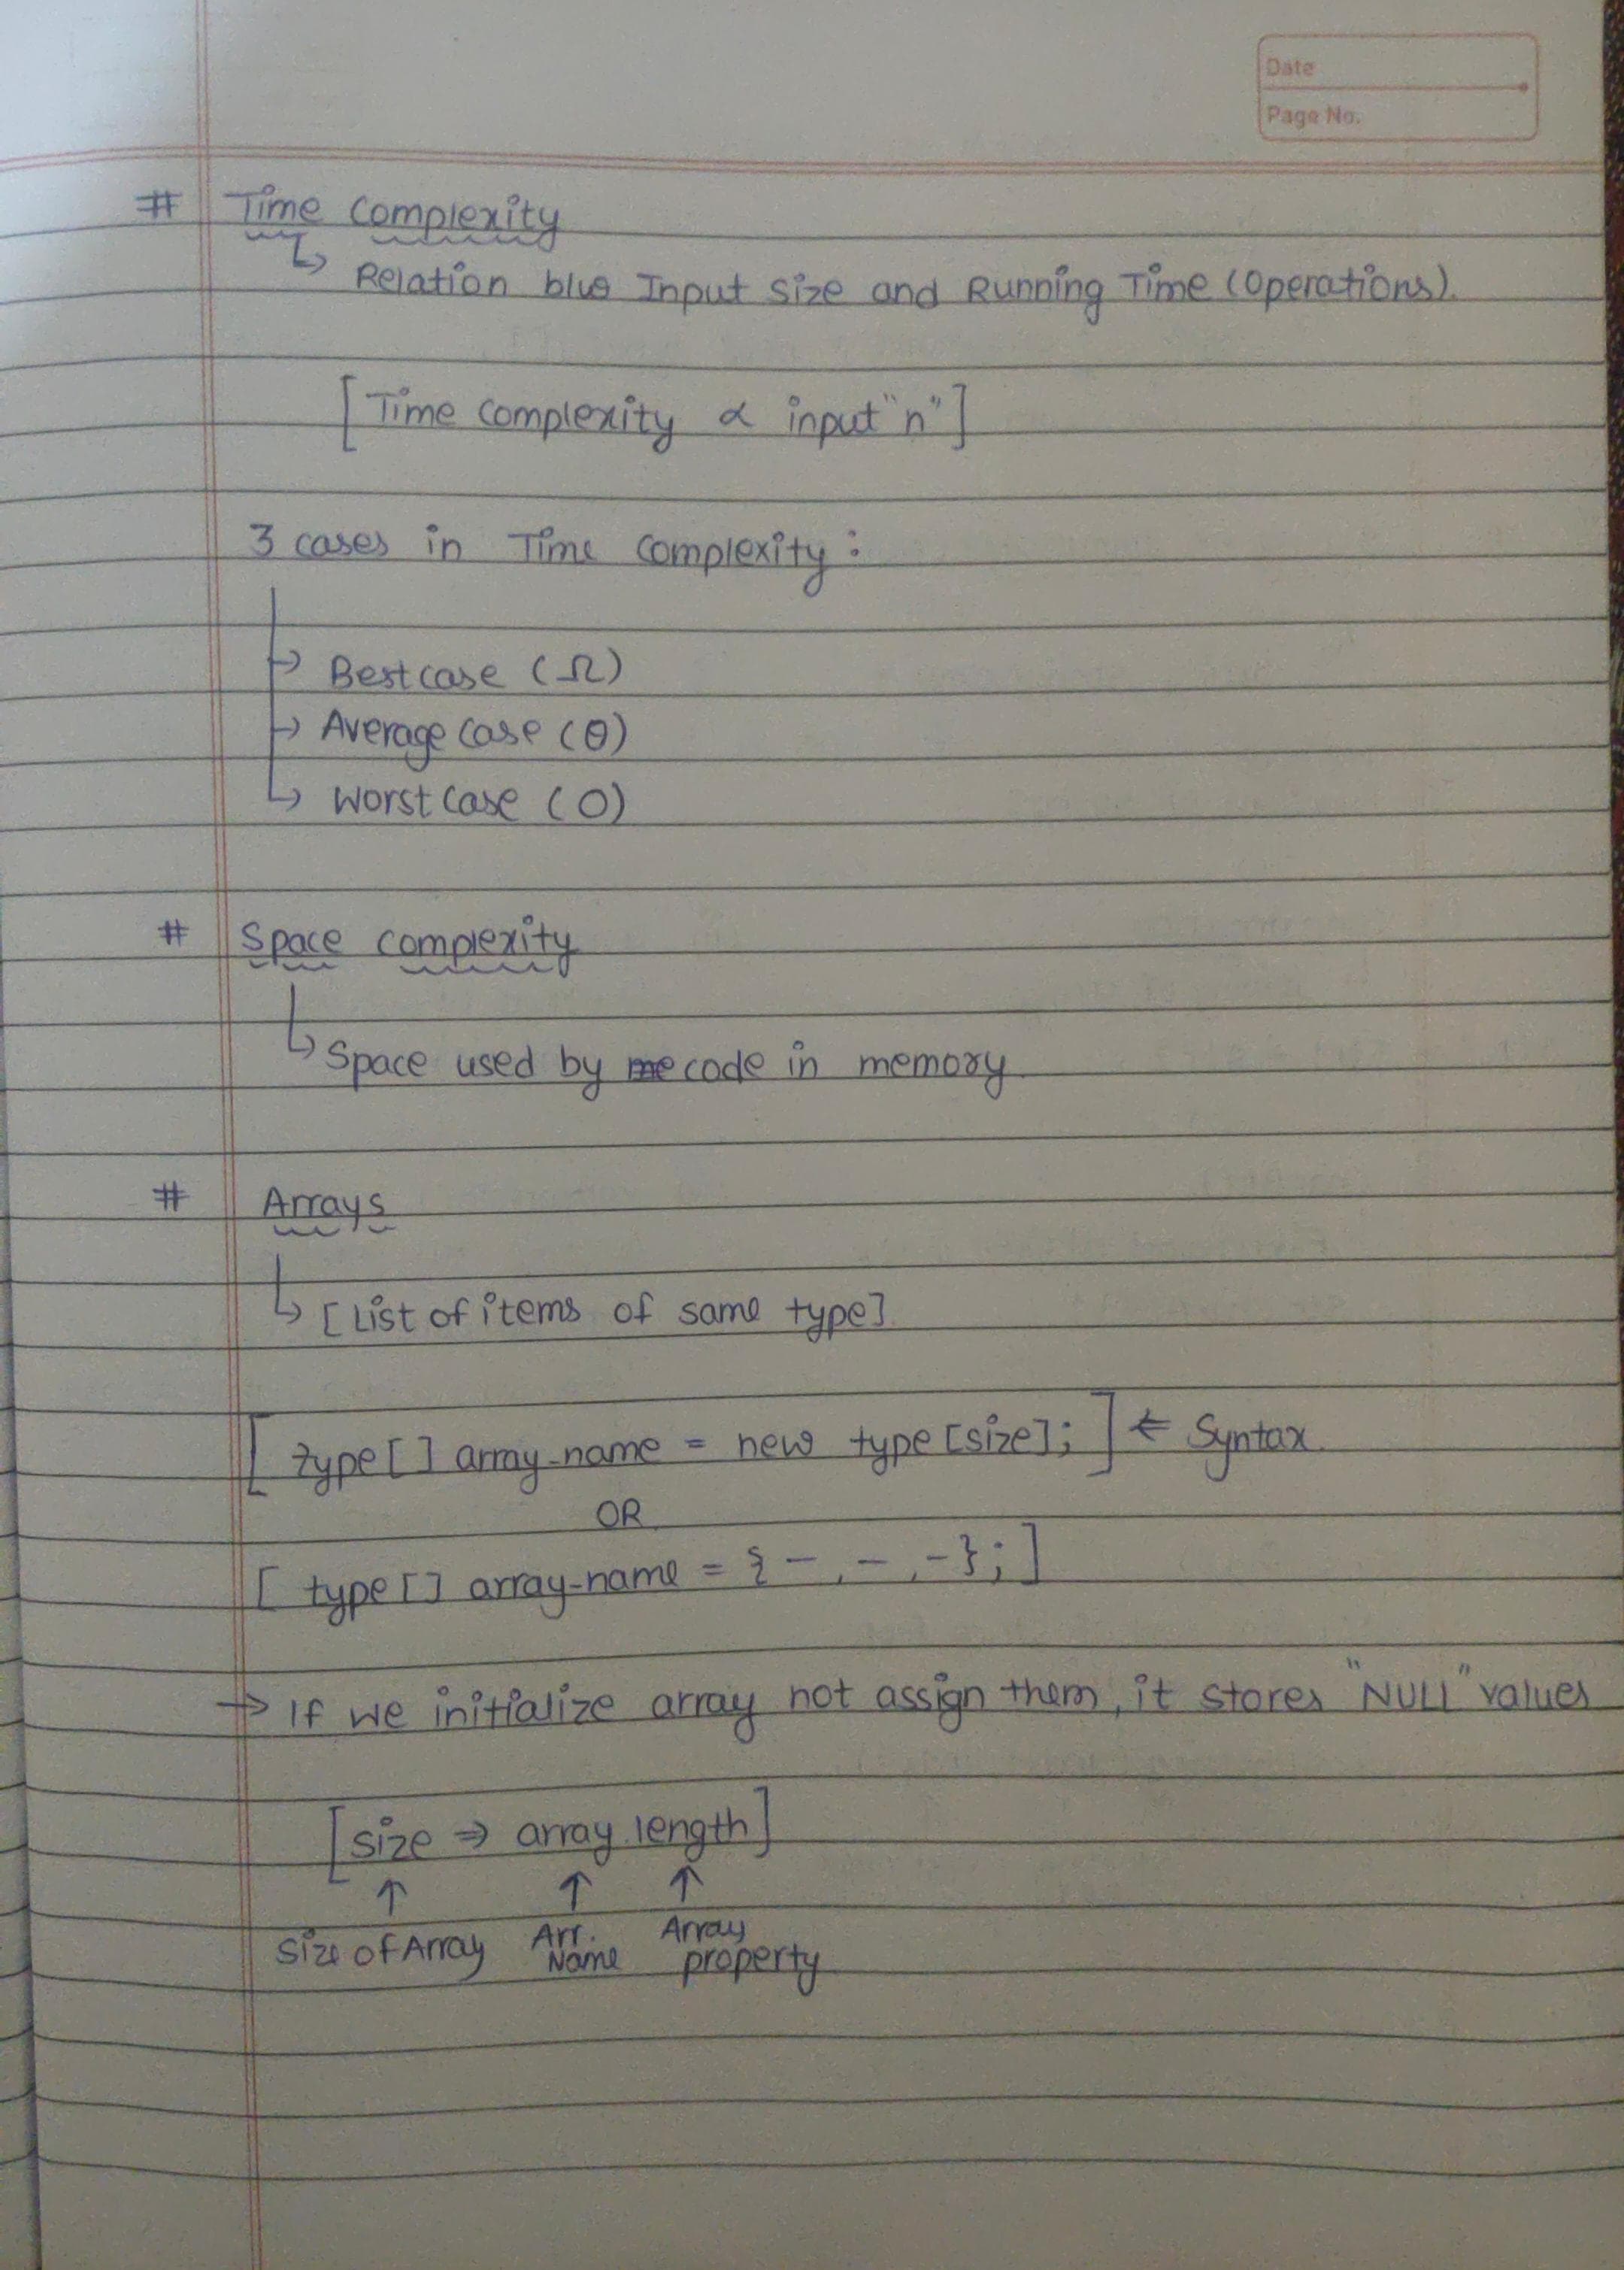 Date
Page No.
# Time Complexity
↳ Relation b/w Input size and Running Time (Operations).
[Time complexity ∝ input "n"]
3 cases in Time complexity:
↳ Best case (Ω)
↳ Average case (θ)
↳ Worst case (O)
# Space complexity
↳ Space used by code in memory
# Arrays
↳ [List of items of same type]
[type[] array-name = new type[size];] ← Syntax
OR
[type[] array-name = {-, -, -};]
→ If we initialize array not assign them, it stores "NULL" values
[size ⇒ array.length]
↑ ↑ ↑
Size of Array Arr. Name Array property